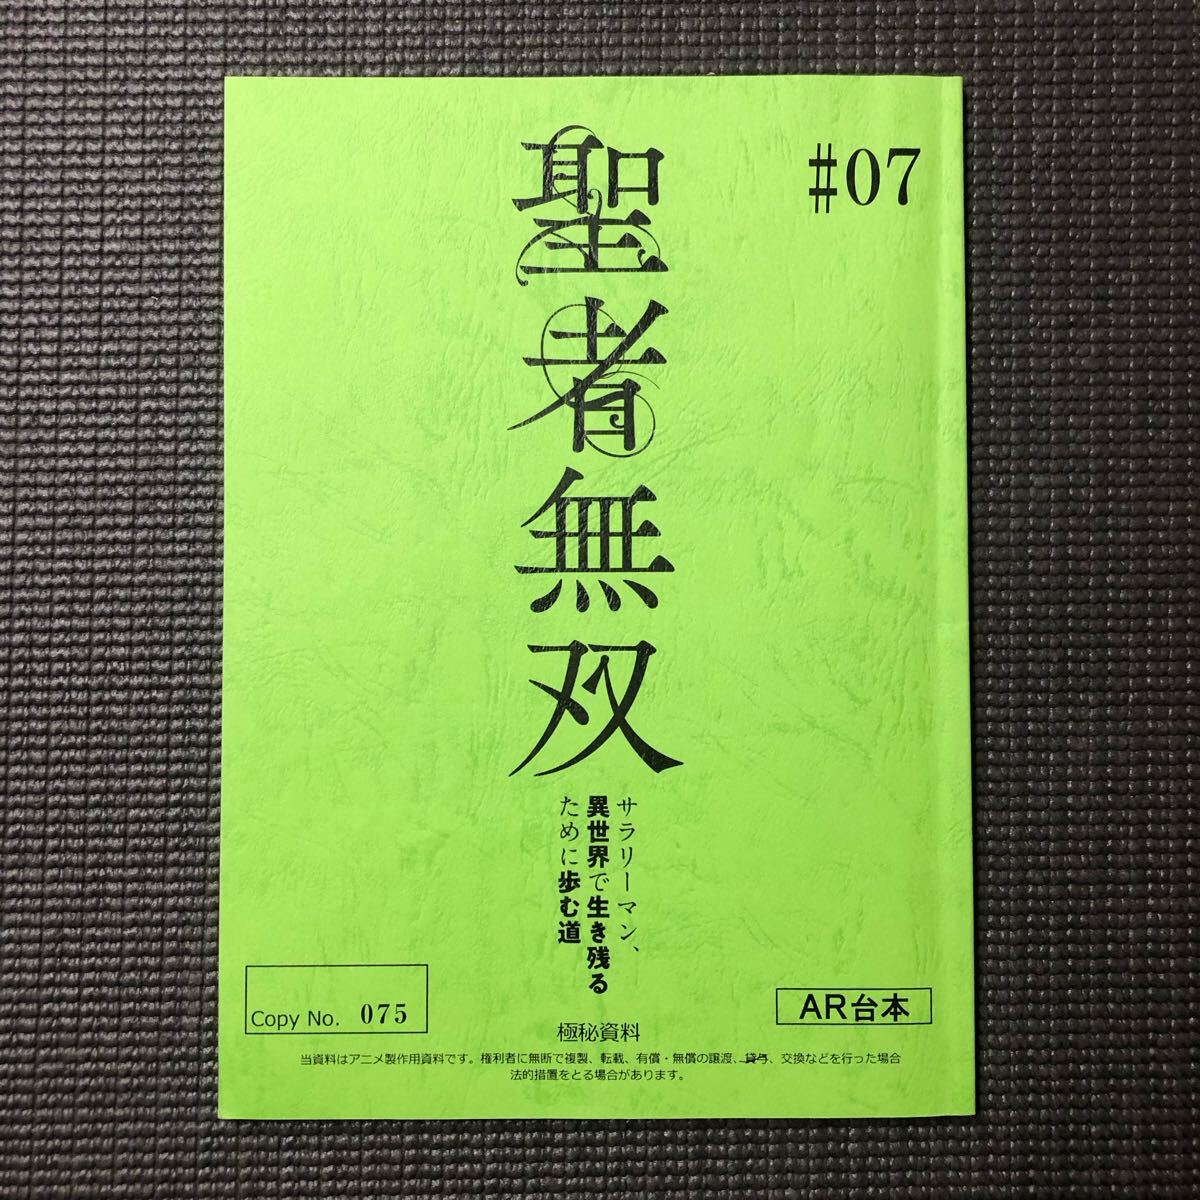 #07
聖者無双
サラリーマン、
異世界で生き残る
ために歩む道
Copy No. 075
AR台本
極秘資料
当資料はアニメ製作用資料です。権利者に無断で複製、転載、有償・無償の譲渡、貸与、交換などを行った場合
法的措置をとる場合があります。